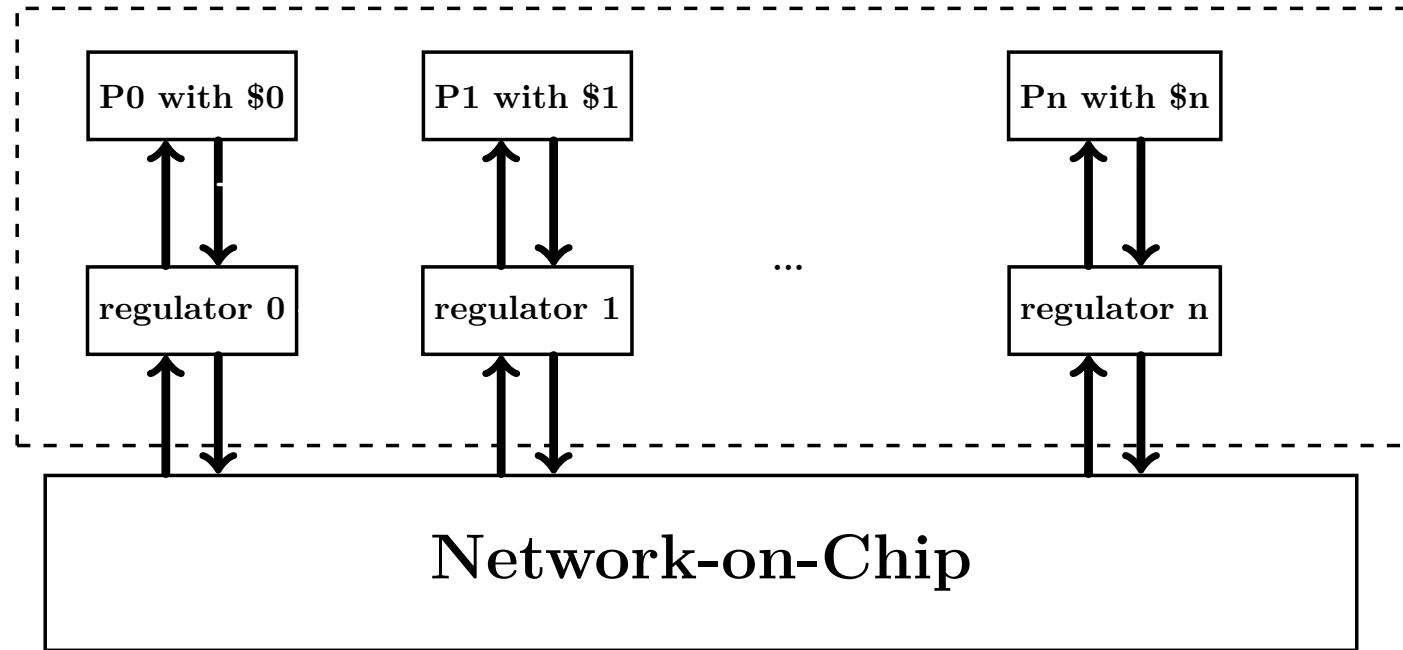 P0 with $0
P1 with $1
Pn with $n
...
regulator 0
regulator 1
regulator n
Network-on-Chip